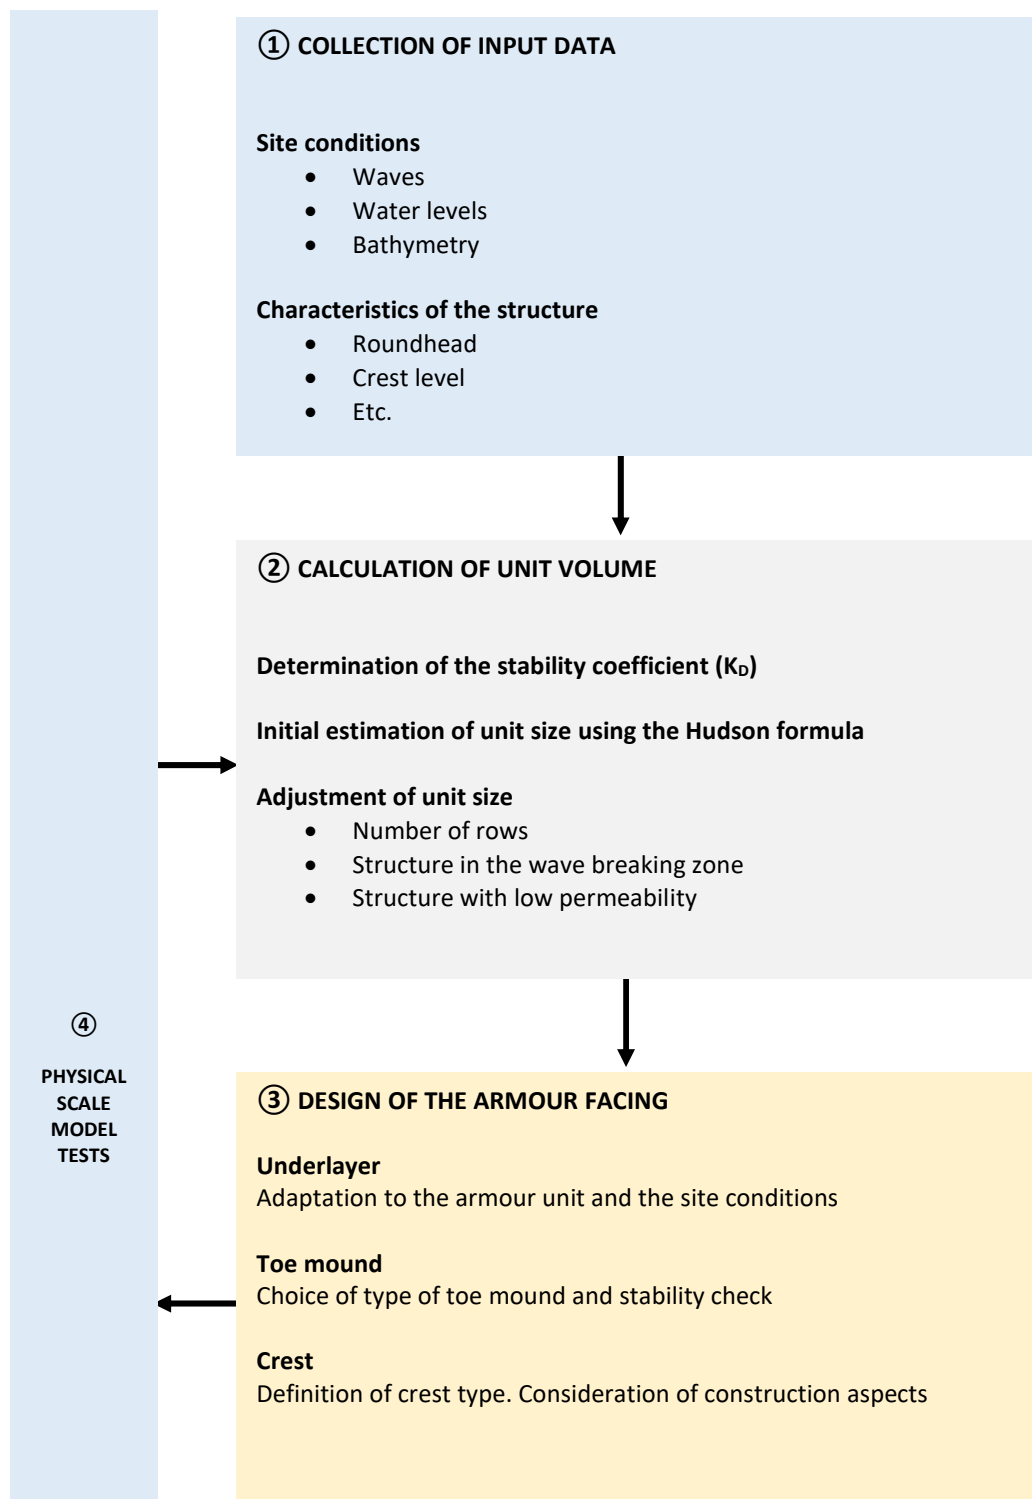 ① COLLECTION OF INPUT DATA
Site conditions
• Waves
• Water levels
• Bathymetry
Characteristics of the structure
• Roundhead
• Crest level
• Etc.
② CALCULATION OF UNIT VOLUME
Determination of the stability coefficient (K_D)
Initial estimation of unit size using the Hudson formula
Adjustment of unit size
• Number of rows
• Structure in the wave breaking zone
• Structure with low permeability
③ DESIGN OF THE ARMOUR FACING
Underlayer
Adaptation to the armour unit and the site conditions
Toe mound
Choice of type of toe mound and stability check
Crest
Definition of crest type. Consideration of construction aspects
④
PHYSICAL
SCALE
MODEL
TESTS